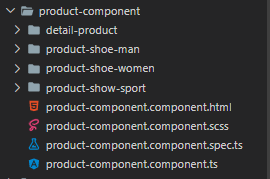 product-component
detail-product
product-shoe-man
product-shoe-women
product-show-sport
product-component.component.html
product-component.component.scss
product-component.component.spec.ts
product-component.component.ts